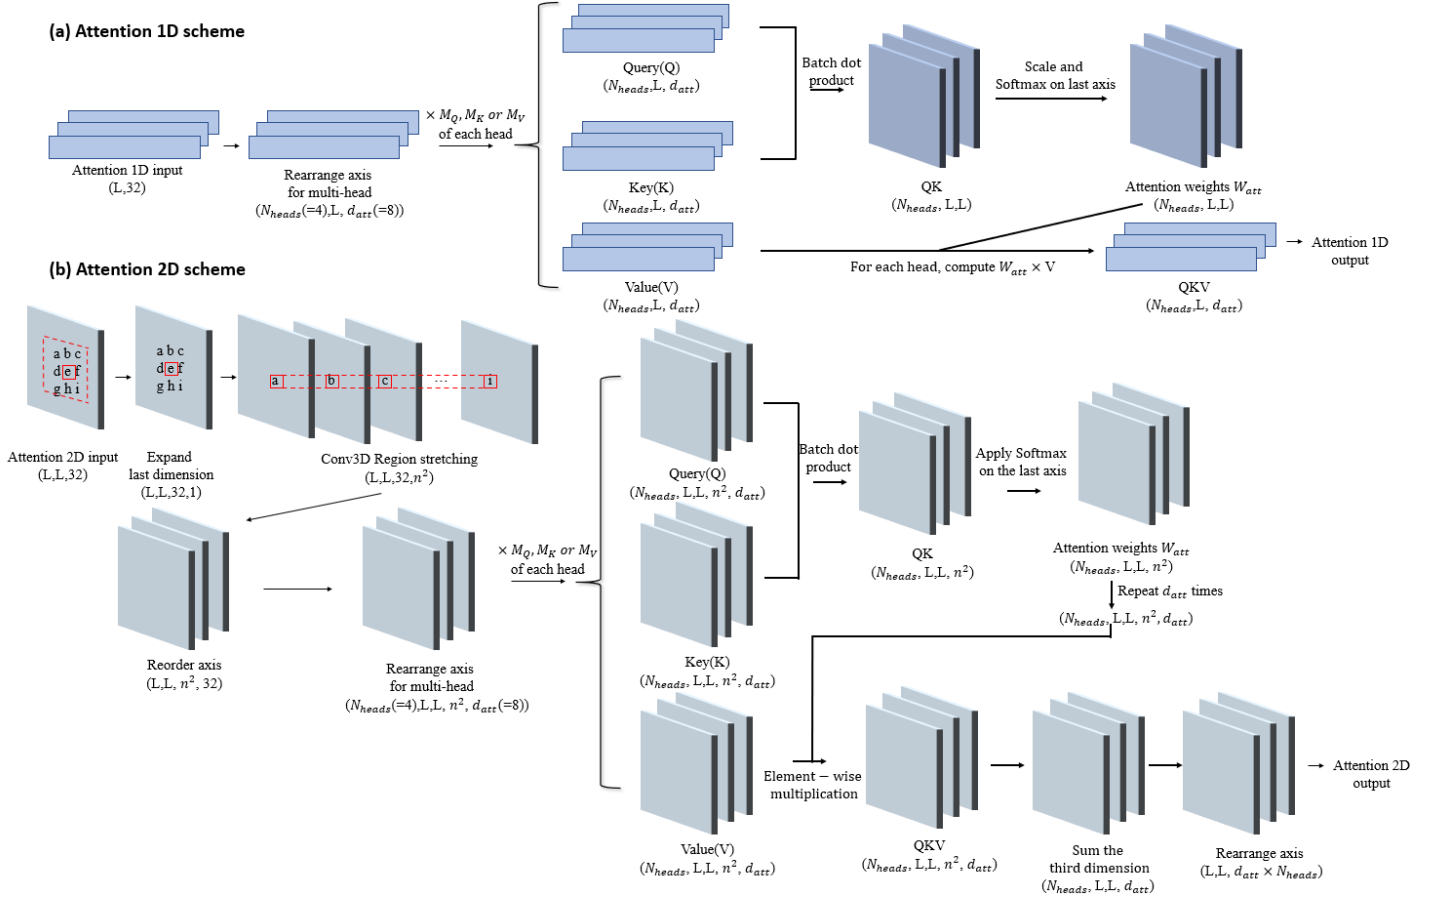 (a) Attention 1D scheme
Attention 1D input
(L,32)
Rearrange axis
for multi-head
(N_heads(=4),L, d_att(=8))
× M_Q, M_K or M_V
of each head
Query(Q)
(N_heads,L, d_att)
Key(K)
(N_heads,L, d_att)
Value(V)
(N_heads,L, d_att)
Batch dot
product
QK
(N_heads, L,L)
Scale and
Softmax on last axis
Attention weights W_att
(N_heads, L,L)
For each head, compute W_att × V
QKV
(N_heads,L, d_att)
Attention 1D
output
(b) Attention 2D scheme
a b c
d e f
g h i
Attention 2D input
(L,L,32)
a b c
d e f
g h i
Expand
last dimension
(L,L,32,1)
a b c ... i
Conv3D Region stretching
(L,L,32,n²)
Reorder axis
(L,L, n², 32)
Rearrange axis
for multi-head
(N_heads(=4),L,L, n², d_att(=8))
× M_Q, M_K or M_V
of each head
Query(Q)
(N_heads, L,L, n², d_att)
Key(K)
(N_heads, L,L, n², d_att)
Value(V)
(N_heads, L,L, n², d_att)
Batch dot
product
QK
(N_heads, L,L, n²)
Apply Softmax
on the last axis
Attention weights W_att
(N_heads, L,L, n²)
Repeat d_att times
(N_heads, L,L, n², d_att)
Element − wise
multiplication
QKV
(N_heads, L,L, n², d_att)
Sum the
third dimension
(N_heads, L,L, d_att)
Rearrange axis
(L,L, d_att × N_heads)
Attention 2D
output